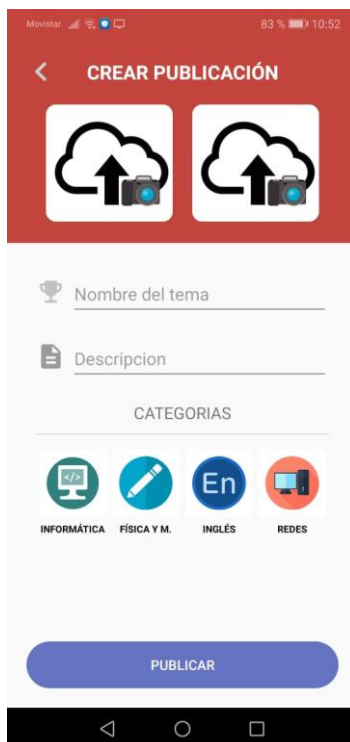 Movistar 83 % 10:52
CREAR PUBLICACIÓN
Nombre del tema
Descripcion
CATEGORIAS
</> En
INFORMÁTICA FÍSICA Y M. INGLÉS REDES
PUBLICAR